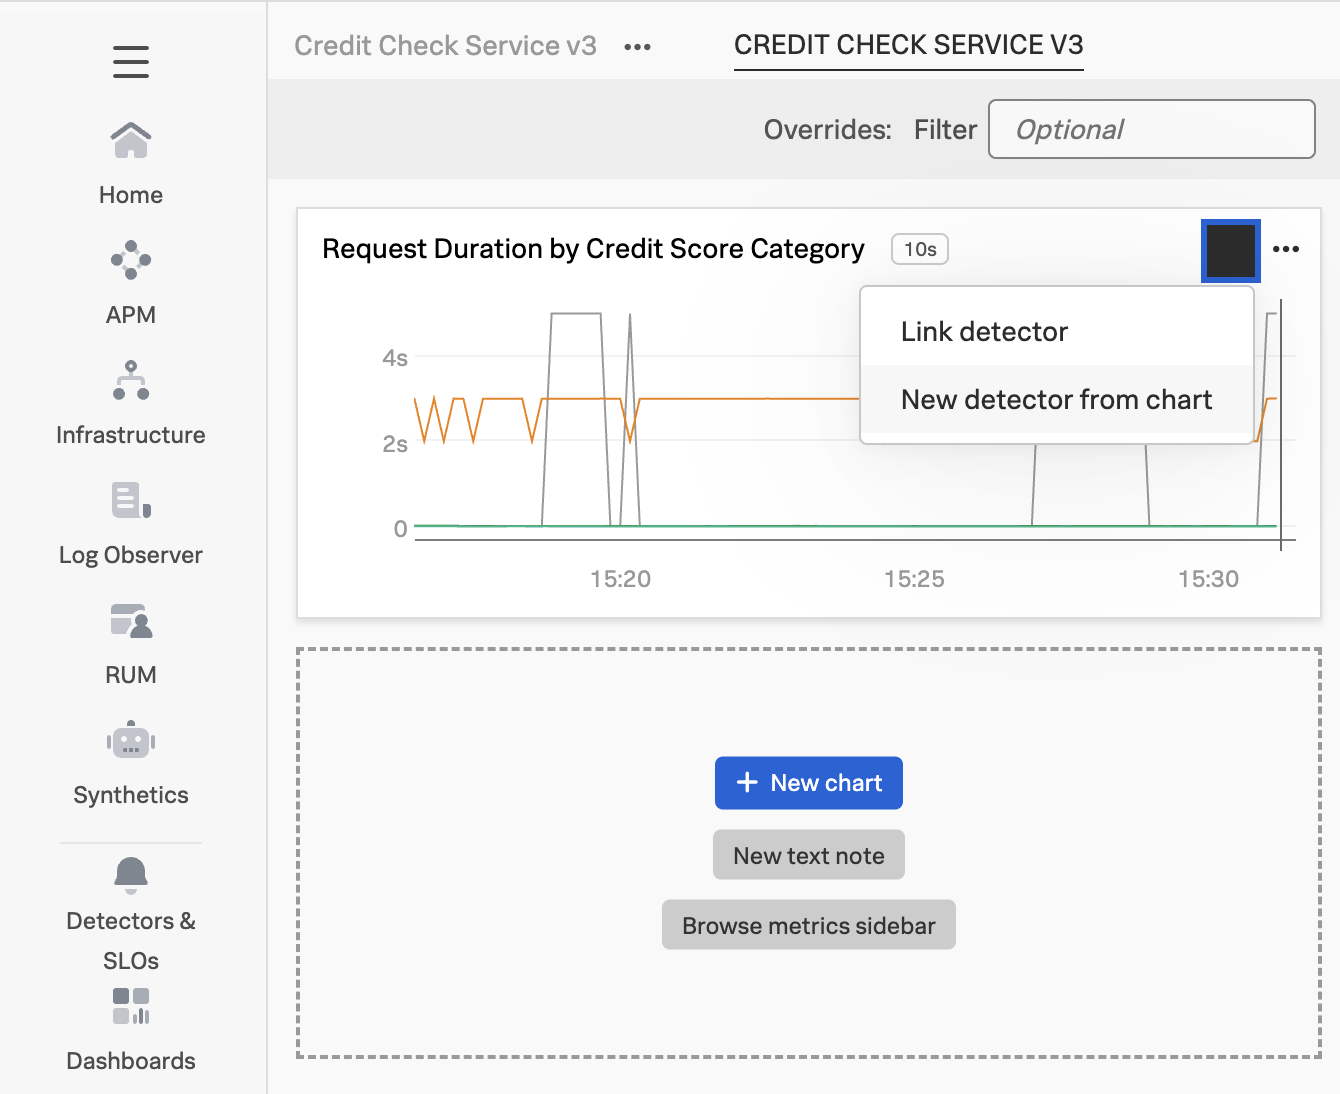 Credit Check Service v3
CREDIT CHECK SERVICE V3
Overrides: Filter Optional
Home
APM
Infrastructure
Log Observer
RUM
Synthetics
Detectors &
SLOs
Dashboards
Request Duration by Credit Score Category 10s
Link detector
New detector from chart
4s
2s
0
15:20 15:25 15:30
+ New chart
New text note
Browse metrics sidebar